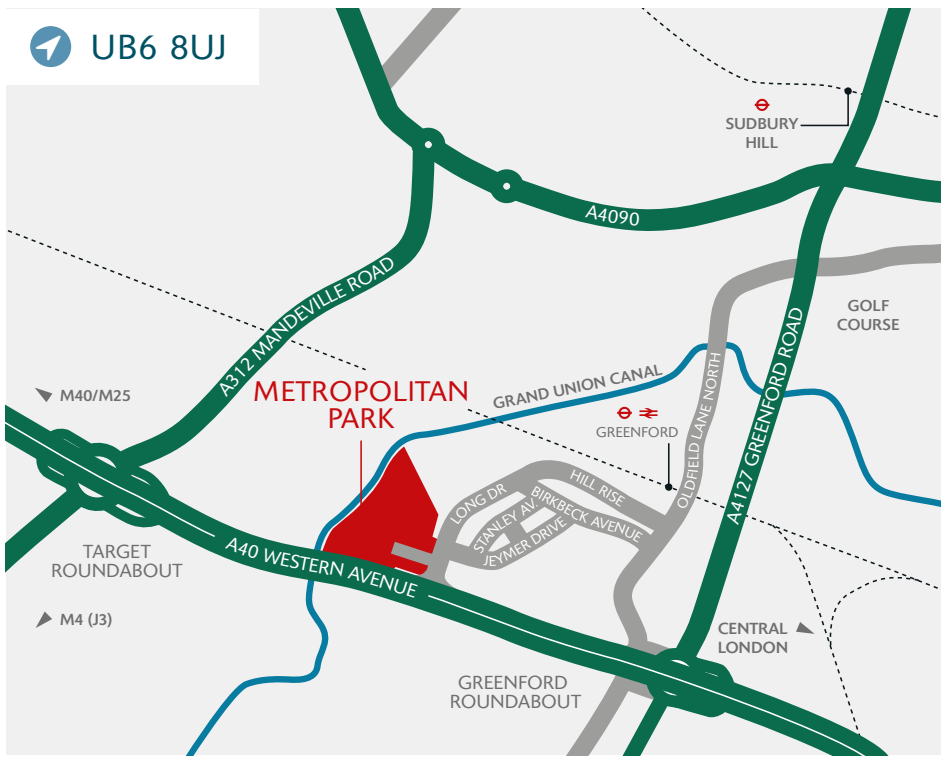 UB6 8UJ
SUDBURY
HILL
A4090
A312 MANDEVILLE ROAD
GOLF
COURSE
M40/M25
METROPOLITAN
PARK
GRAND UNION CANAL
GREENFORD
OLDFIELD LANE NORTH
A4127 GREENFORD ROAD
LONG DR
HILL RISE
STANLEY AV.
BIRKBECK AVENUE
JEYMER DRIVE
TARGET
ROUNDABOUT
A40 WESTERN AVENUE
M4 (J3)
CENTRAL
LONDON
GREENFORD
ROUNDABOUT